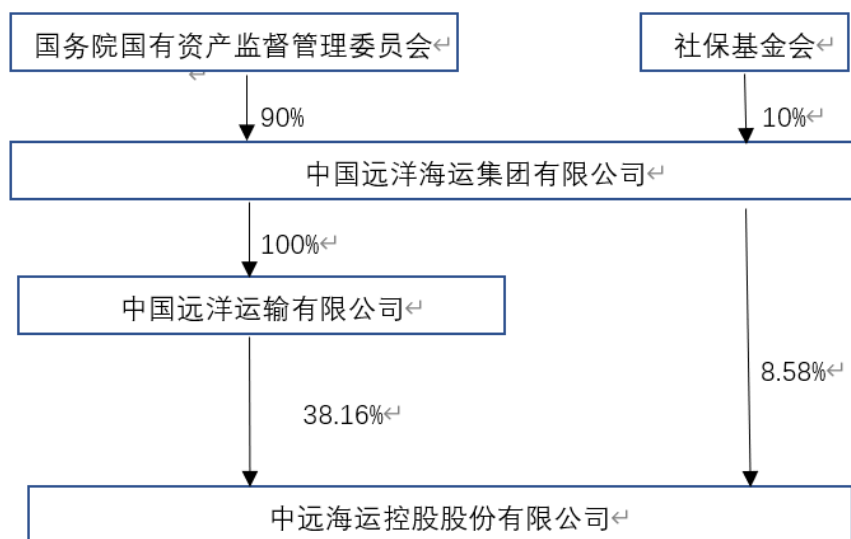 国务院国有资产监督管理委员会
社保基金会
90%
10%
中国远洋海运集团有限公司
100%
中国远洋运输有限公司
8.58%
38.16%
中远海运控股股份有限公司